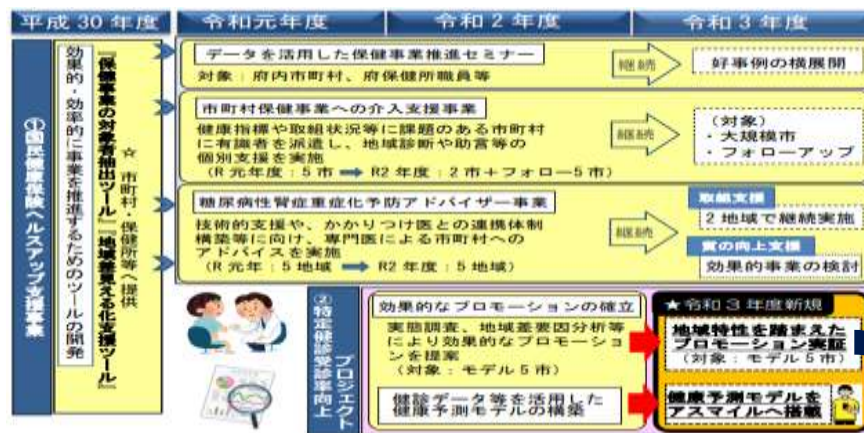 平成30年度
令和元年度
令和2年度
令和3年度
①国民健康保険ヘルスアップ支援事業
効果的・効率的に事業を推進するためのツールの開発
『保健事業の対象者抽出ツール』『地域差見える化支援ツール』
☆市町村・保健所等へ提供
データを活用した保健事業推進セミナー
対象：府内市町村、府保健所職員等
好事例の横展開
市町村保健事業への介入支援事業
健康指標や取組状況等に課題のある市町村
に有識者を派遣し、地域診断や助言等の
個別支援を実施
(R元年度：5市 ➡ R2年度：2市＋フォロー5市)
(対象)
・大規模市
・フォローアップ
糖尿病性腎症重症化予防アドバイザー事業
技術的支援や、かかりつけ医との連携体制
構築等に向け、専門医による市町村への
アドバイスを実施
(R元年：5地域 ➡ R2年度：5地域)
取組支援
2地域で継続実施
質の向上支援
効果的事業の検討
②特定健診受診率向上
プロジェクト
効果的なプロモーションの確立
実態調査、地域差要因分析等
により効果的なプロモーショ
ンを提案
(対象：モデル5市)
健診データ等を活用した
健康予測モデルの構築
★令和3年度新規
地域特性を踏まえた
プロモーション実証
(対象：モデル5市)
健康予測モデルを
アスマイルへ搭載